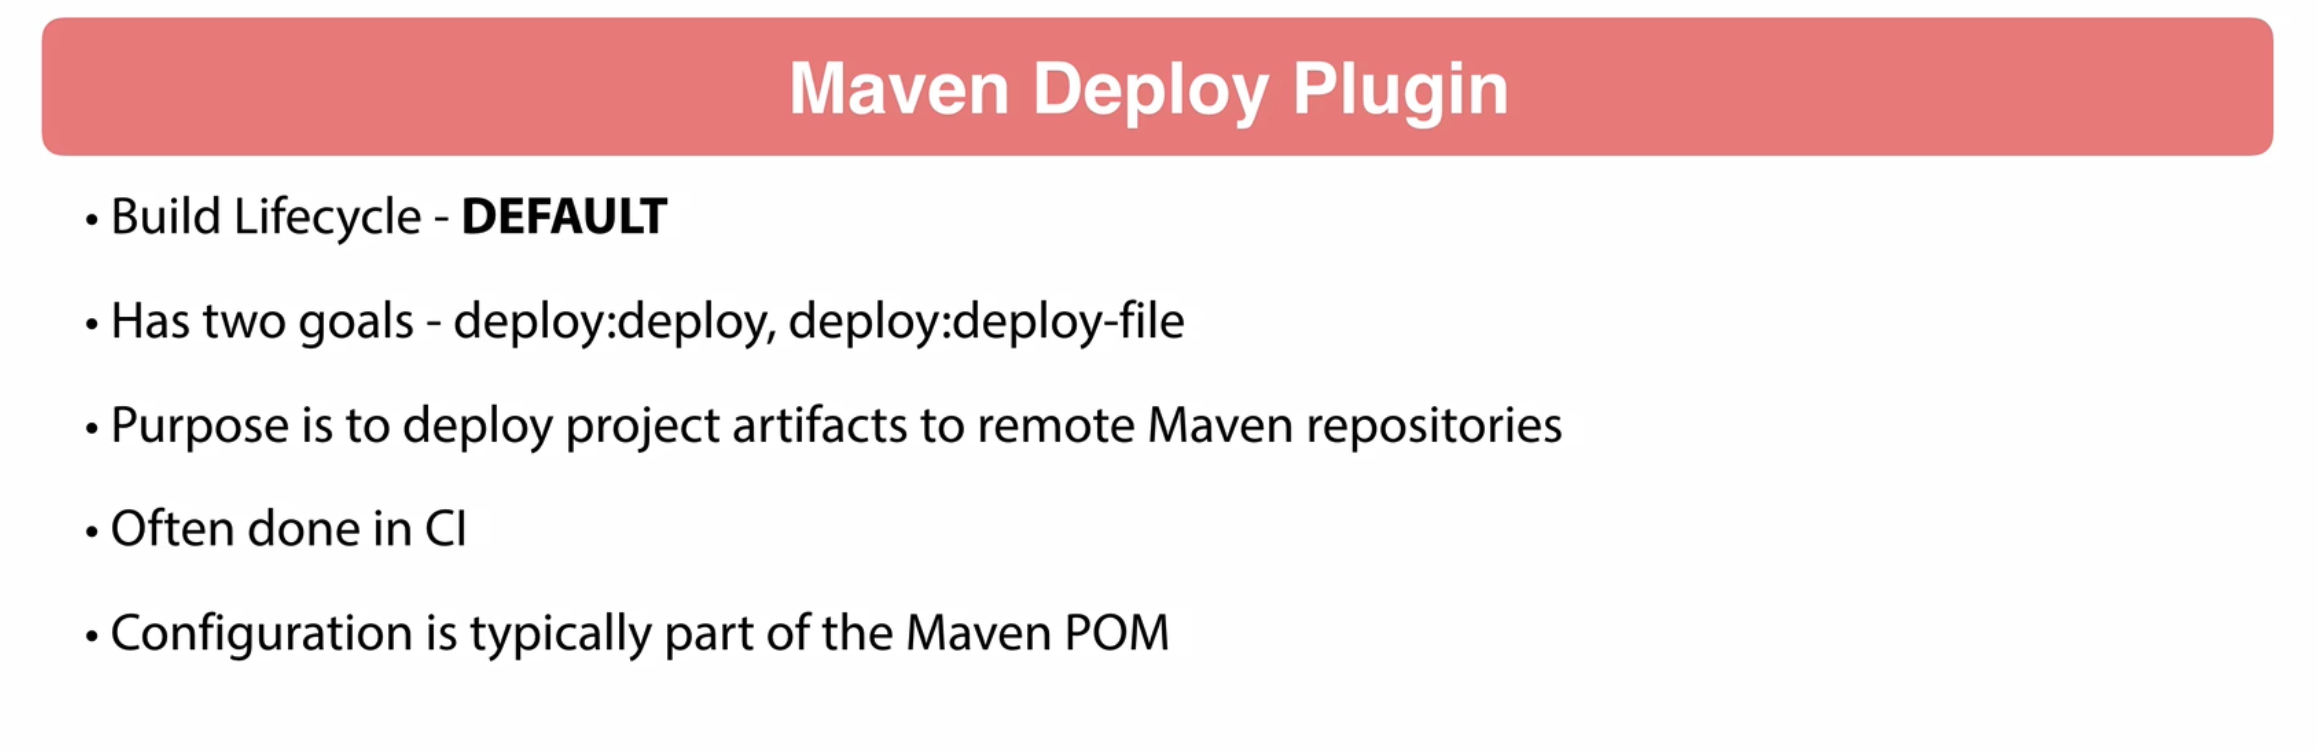 Maven Deploy Plugin
• Build Lifecycle - DEFAULT
• Has two goals - deploy:deploy, deploy:deploy-file
• Purpose is to deploy project artifacts to remote Maven repositories
• Often done in CI
• Configuration is typically part of the Maven POM